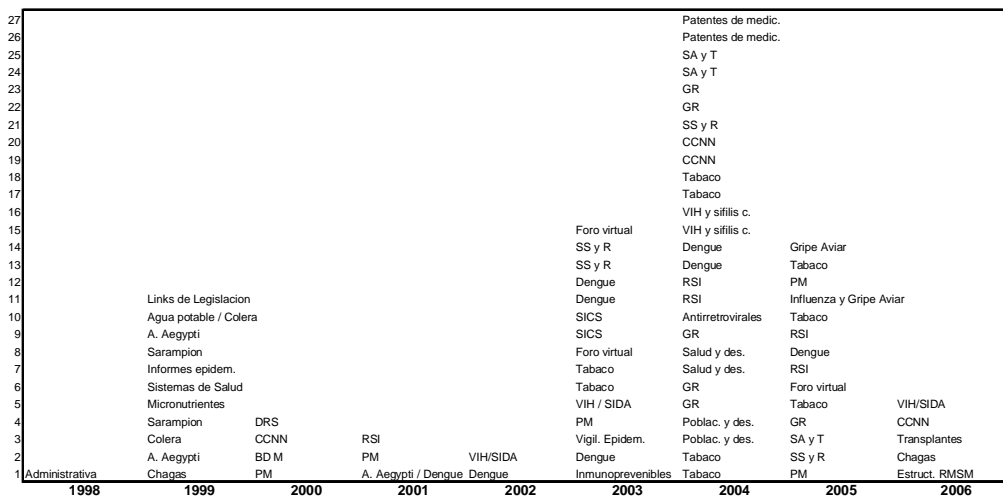 27 Patentes de medic.
26 Patentes de medic.
25 SA y T
24 SA y T
23 GR
22 GR
21 SS y R
20 CCNN
19 CCNN
18 Tabaco
17 Tabaco
16 VIH y sifilis c.
15 Foro virtual VIH y sifilis c.
14 SS y R Dengue Gripe Aviar
13 SS y R Dengue Tabaco
12 Dengue RSI PM
11 Links de Legislacion Dengue RSI Influenza y Gripe Aviar
10 Agua potable / Colera SICS Antirretrovirales Tabaco
9 A. Aegypti SICS GR RSI
8 Sarampion Foro virtual Salud y des. Dengue
7 Informes epidem. Tabaco Salud y des. RSI
6 Sistemas de Salud Tabaco GR Foro virtual
5 Micronutrientes VIH / SIDA GR Tabaco VIH/SIDA
4 Sarampion DRS PM Poblac. y des. GR CCNN
3 Colera CCNN RSI Vigil. Epidem. Poblac. y des. SA y T Transplantes
2 A. Aegypti BD M PM VIH/SIDA Dengue Tabaco SS y R Chagas
1 Administrativa Chagas PM A. Aegypti / Dengue Dengue Inmunoprevenibles Tabaco PM Estruct. RMSM
1998 1999 2000 2001 2002 2003 2004 2005 2006